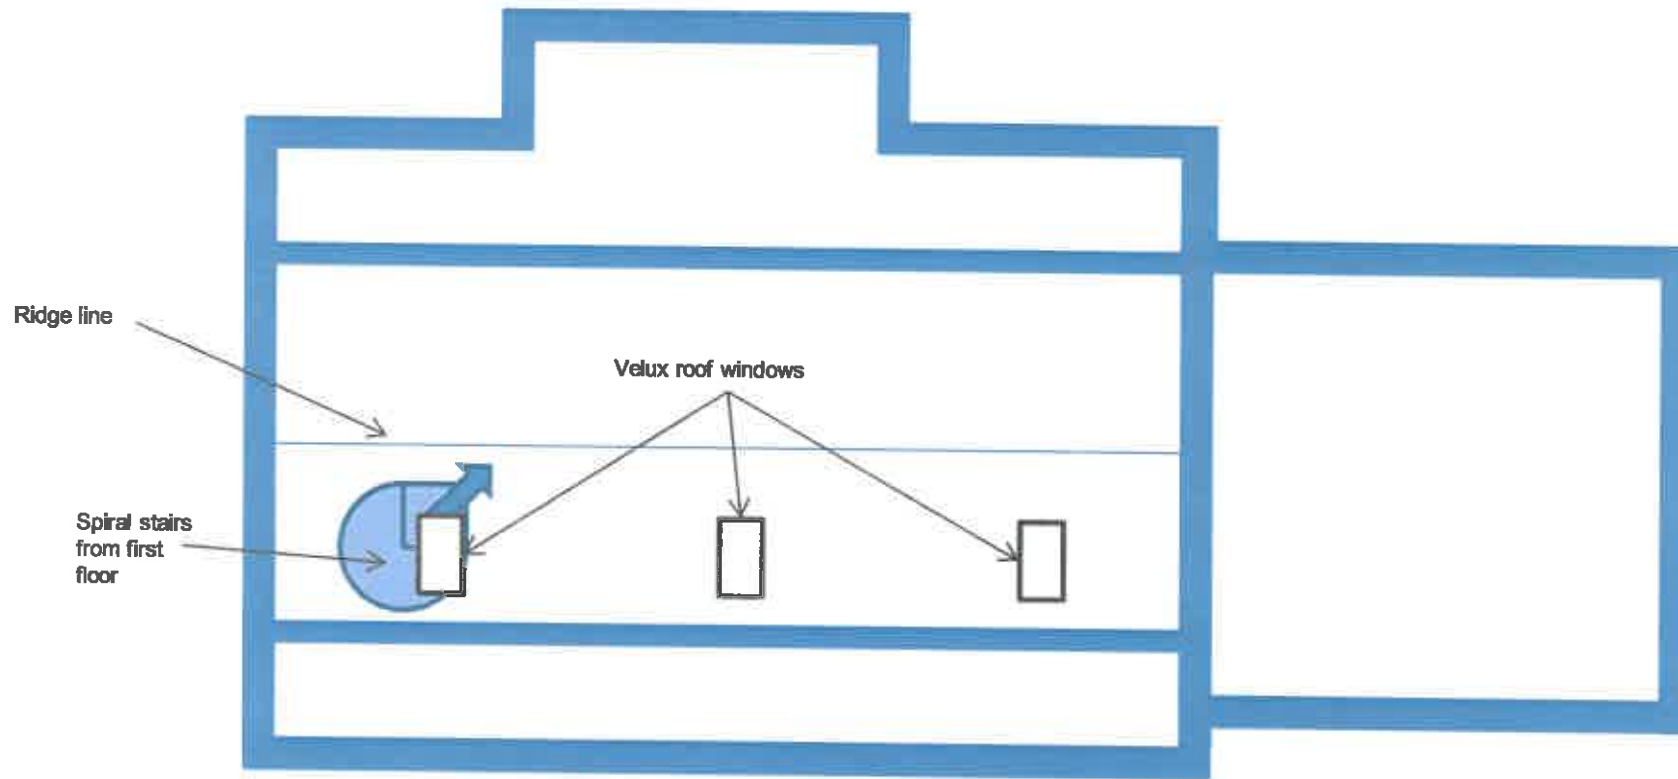 Ridge line
Velux roof windows
Spiral stairs
from first
floor